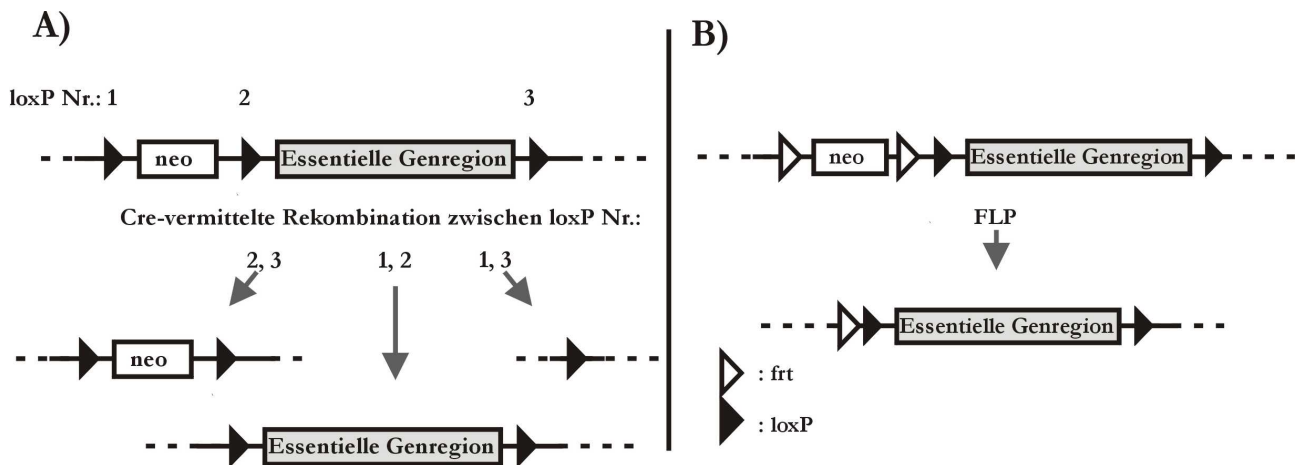 A)
loxP Nr.: 1 2 3
neo Essentielle Genregion
Cre-vermittelte Rekombination zwischen loxP Nr.:
2, 3 1, 2 1, 3
neo
Essentielle Genregion
B)
neo Essentielle Genregion
FLP
Essentielle Genregion
: frt
: loxP